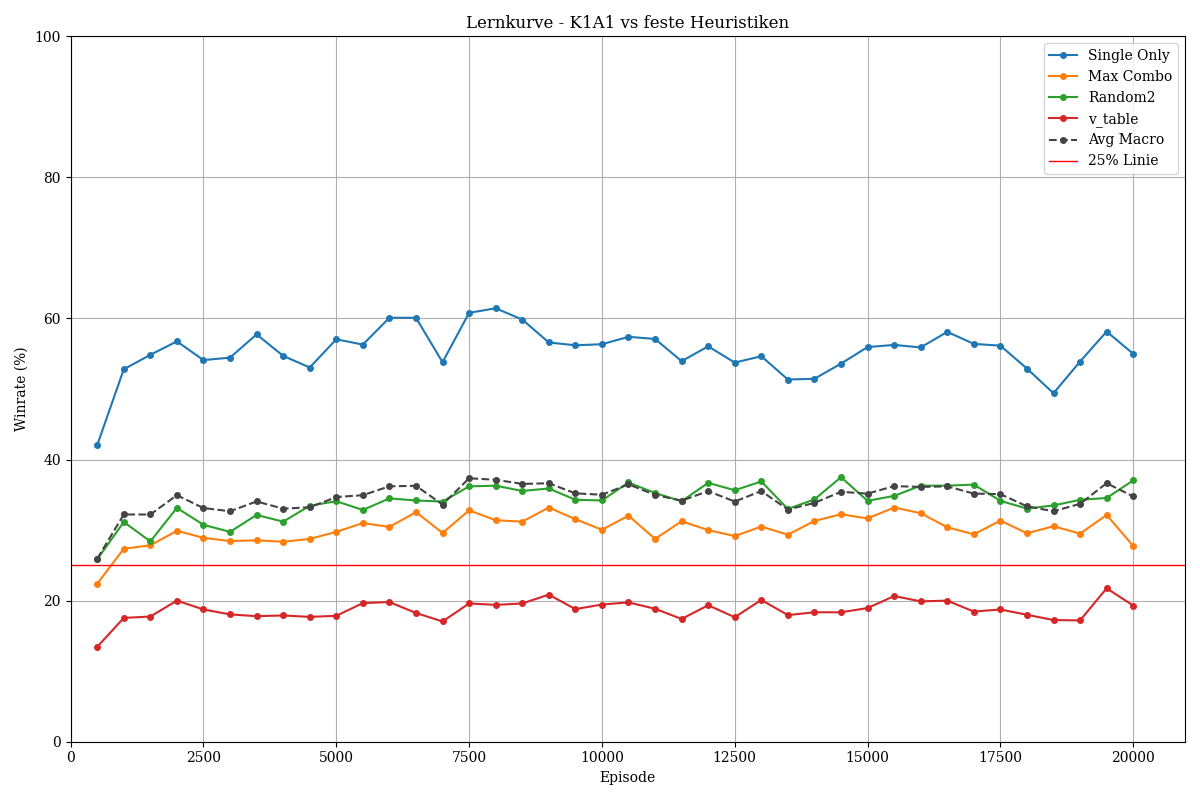 Lernkurve - K1A1 vs feste Heuristiken
100
80
60
40
20
0
Winrate (%)
Single Only
Max Combo
Random2
v_table
Avg Macro
25% Linie
0 2500 5000 7500 10000 12500 15000 17500 20000
Episode